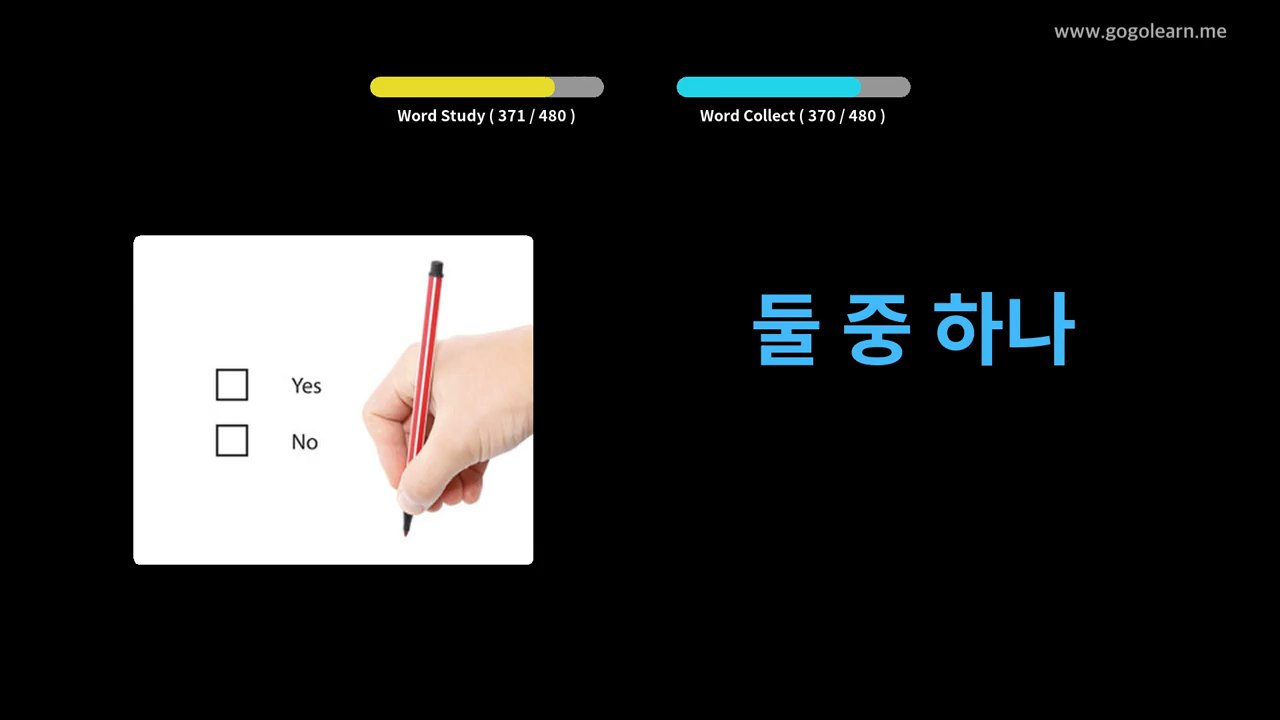 www.gogolearn.me
Word Study ( 371 / 480 )
Word Collect ( 370 / 480 )
둘 중 하나
Yes
No